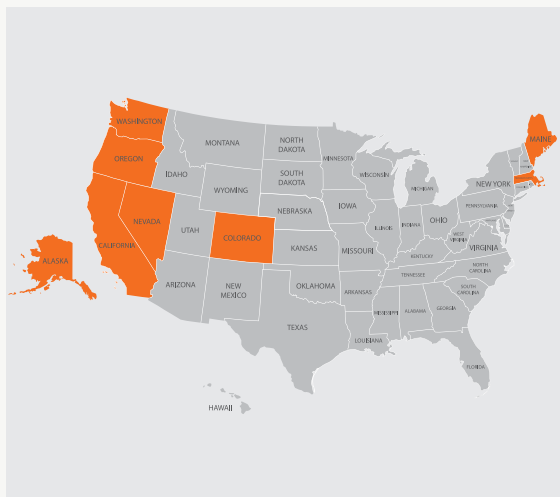 WASHINGTON
MONTANA
NORTH
DAKOTA
MINNESOTA
MAINE
OREGON
IDAHO
SOUTH
DAKOTA
WISCONSIN
MICHIGAN
NEW YORK
WYOMING
NEBRASKA
IOWA
PENNSYLVANIA
NEVADA
UTAH
COLORADO
ILLINOIS
INDIANA
OHIO
CALIFORNIA
KANSAS
MISSOURI
WEST
VIRGINIA
VIRGINIA
KENTUCKY
ALASKA
ARIZONA
NEW
MEXICO
OKLAHOMA
ARKANSAS
TENNESSEE
NORTH
CAROLINA
SOUTH
CAROLINA
TEXAS
MISSISSIPPI
ALABAMA
GEORGIA
LOUISIANA
FLORIDA
HAWAII